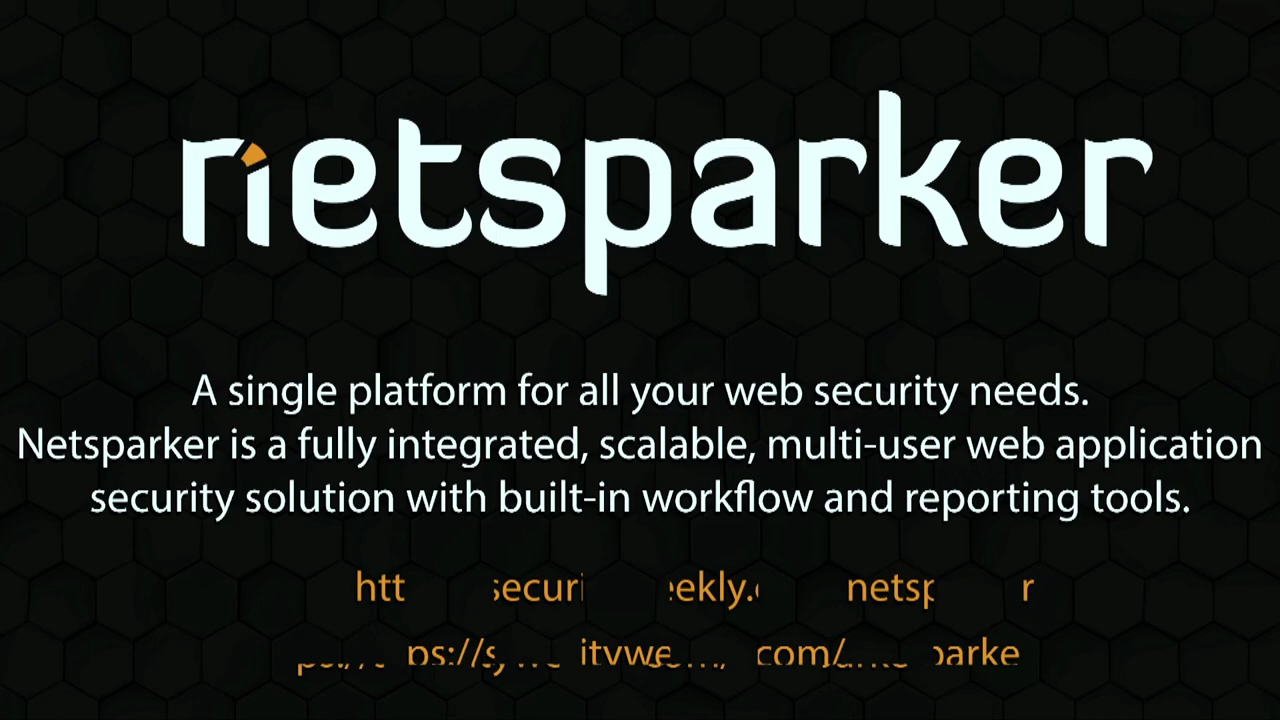 netsparker
A single platform for all your web security needs.
Netsparker is a fully integrated, scalable, multi-user web application
security solution with built-in workflow and reporting tools.